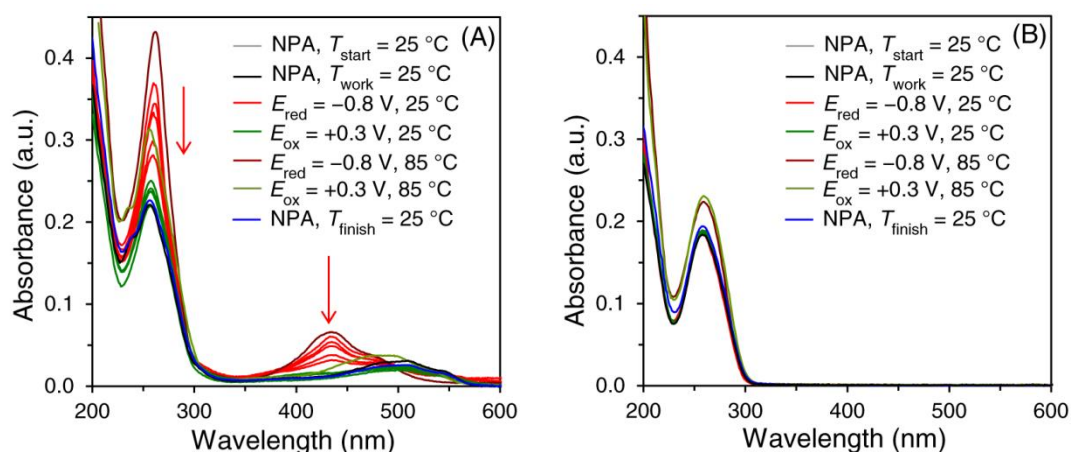 (A)
NPA, Tstart = 25 °C
NPA, Twork = 25 °C
Ered = −0.8 V, 25 °C
Eox = +0.3 V, 25 °C
Ered = −0.8 V, 85 °C
Eox = +0.3 V, 85 °C
NPA, Tfinish = 25 °C
Absorbance (a.u.)
0.4
0.3
0.2
0.1
0.0
200 300 400 500 600
Wavelength (nm)
(B)
NPA, Tstart = 25 °C
NPA, Twork = 25 °C
Ered = −0.8 V, 25 °C
Eox = +0.3 V, 25 °C
Ered = −0.8 V, 85 °C
Eox = +0.3 V, 85 °C
NPA, Tfinish = 25 °C
Absorbance (a.u.)
0.4
0.3
0.2
0.1
0.0
200 300 400 500 600
Wavelength (nm)